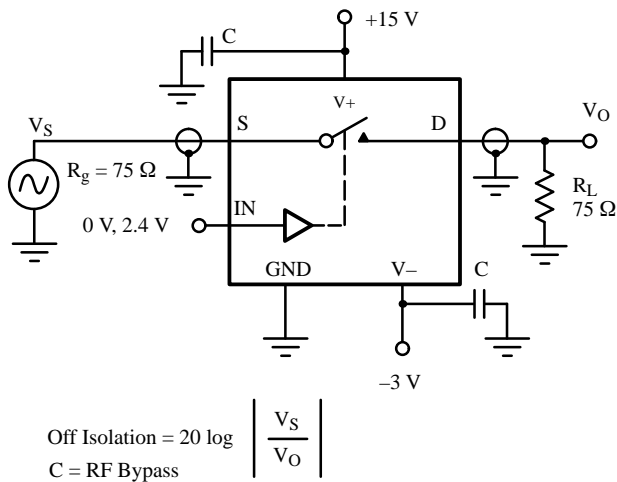 +15 V
C
V+
VS
S
D
VO
Rg = 75 Ω
RL
75 Ω
IN
0 V, 2.4 V
GND
V–
C
–3 V
Off Isolation = 20 log | VS / VO |
C = RF Bypass